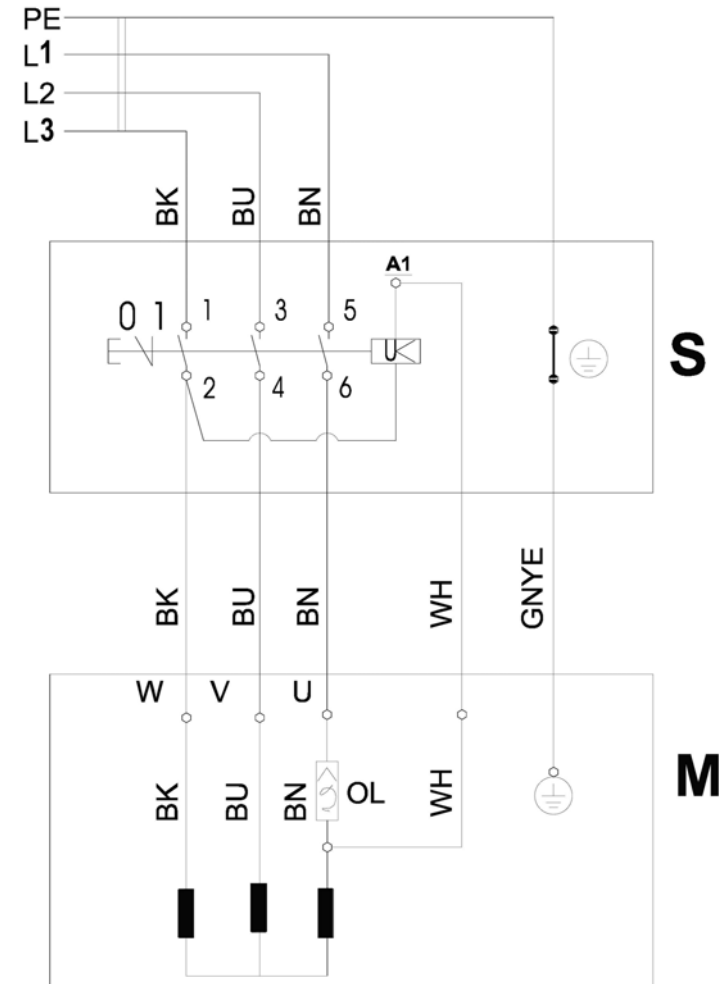 PE
L1
L2
L3
BK BU BN
A1
0 1 1 3 5
U
S
2 4 6
BK BU BN WH GNYE
W V U
M
BK BU BN OL WH